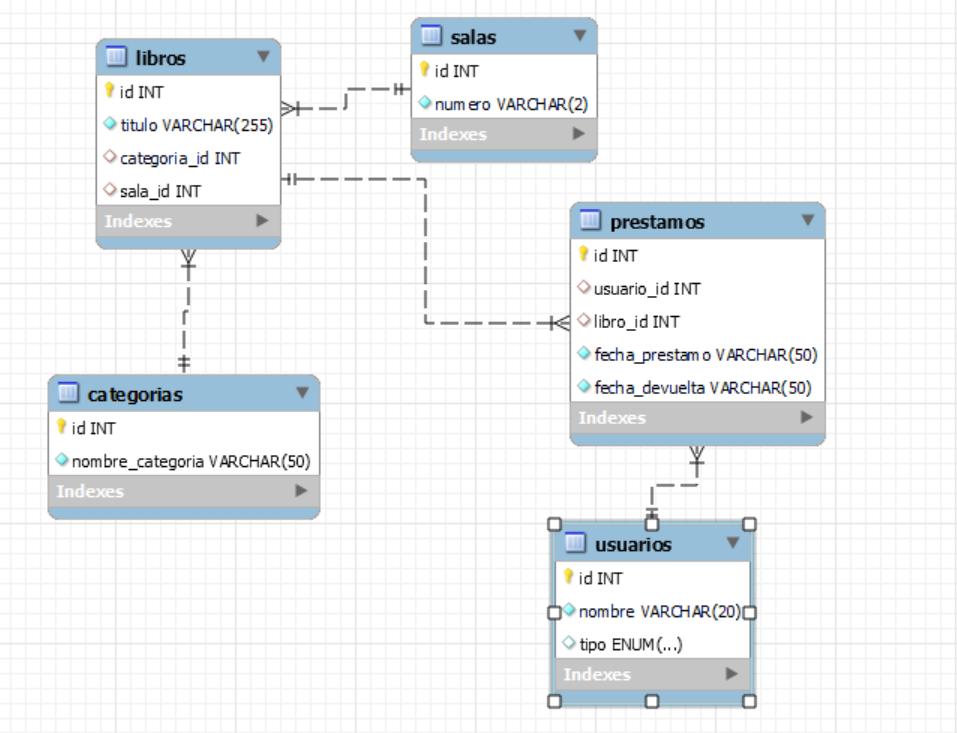 libros
id INT
titulo VARCHAR(255)
categoria_id INT
sala_id INT
Indexes
salas
id INT
numero VARCHAR(2)
Indexes
prestamos
id INT
usuario_id INT
libro_id INT
fecha_prestamo VARCHAR(50)
fecha_devuelta VARCHAR(50)
Indexes
categorias
id INT
nombre_categoria VARCHAR(50)
Indexes
usuarios
id INT
nombre VARCHAR(20)
tipo ENUM(...)
Indexes